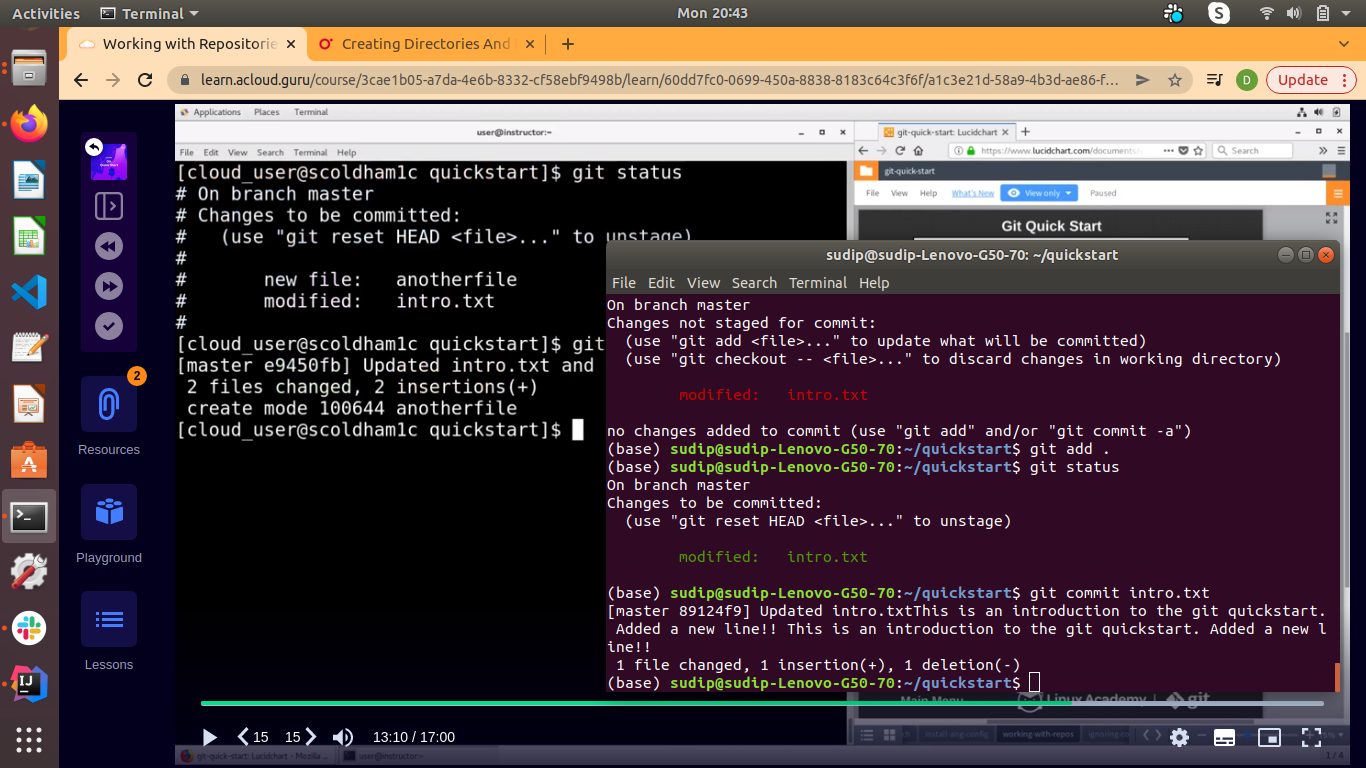 Activities
Terminal
Mon 20:43
Working with Repositorie
Creating Directories And
learn.acloud.guru/course/3cae1b05-a7da-4e6b-8332-cf58ebf9498b/learn/60dd7fc0-0699-450a-8838-8183c64c3f6f/a1c3e21d-58a9-4b3d-ae86-f…
D
Update
Applications Places Terminal
user@instructor:~
File Edit View Search Terminal Help
[cloud_user@scoldham1c quickstart]$ git status
# On branch master
# Changes to be committed:
#   (use "git reset HEAD <file>..." to unstage)
#
#       new file:   anotherfile
#       modified:   intro.txt
#
[cloud_user@scoldham1c quickstart]$ git
[master e9450fb] Updated intro.txt and
 2 files changed, 2 insertions(+)
 create mode 100644 anotherfile
[cloud_user@scoldham1c quickstart]$
git-quick-start: Lucidchart
https://www.lucidchart.com/documents
Search
git-quick-start
File View Help What's New View only Paused
Git Quick Start
sudip@sudip-Lenovo-G50-70: ~/quickstart
File Edit View Search Terminal Help
On branch master
Changes not staged for commit:
  (use "git add <file>..." to update what will be committed)
  (use "git checkout -- <file>..." to discard changes in working directory)
modified:   intro.txt
no changes added to commit (use "git add" and/or "git commit -a")
(base) sudip@sudip-Lenovo-G50-70:~/quickstart$ git add .
(base) sudip@sudip-Lenovo-G50-70:~/quickstart$ git status
On branch master
Changes to be committed:
  (use "git reset HEAD <file>..." to unstage)
modified:   intro.txt
(base) sudip@sudip-Lenovo-G50-70:~/quickstart$ git commit intro.txt
[master 89124f9] Updated intro.txtThis is an introduction to the git quickstart.
 Added a new line!! This is an introduction to the git quickstart. Added a new l
ine!!
 1 file changed, 1 insertion(+), 1 deletion(-)
(base) sudip@sudip-Lenovo-G50-70:~/quickstart$
2
Resources
Playground
Lessons
Main Menu
Linux Academy
git
15 15
13:10 / 17:00
install-and-config
working-with-repos
git-quick-start: Lucidchart - Mozilla ...
user@instructor:~
1 / 4